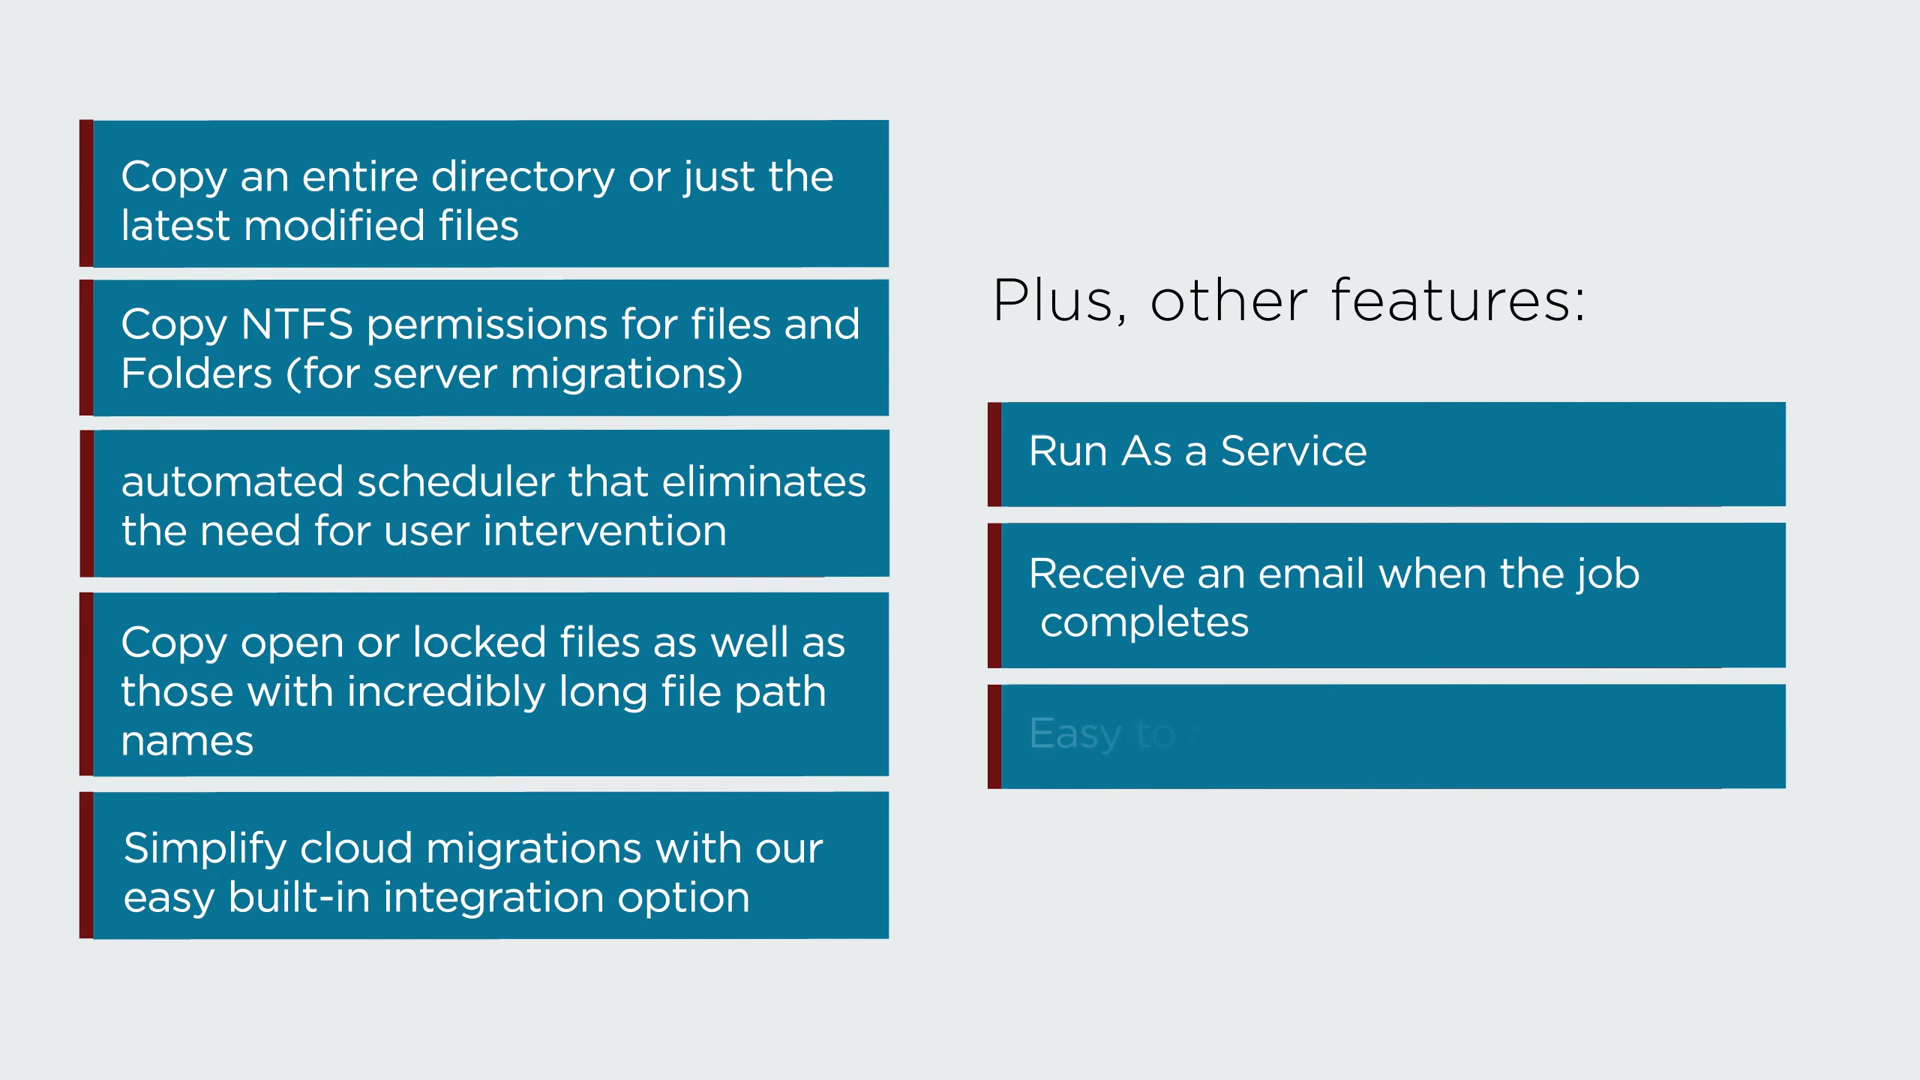 Copy an entire directory or just the
latest modified files
Copy NTFS permissions for files and
Folders (for server migrations)
automated scheduler that eliminates
the need for user intervention
Copy open or locked files as well as
those with incredibly long file path
names
Simplify cloud migrations with our
easy built-in integration option
Plus, other features:
Run As a Service
Receive an email when the job
completes
Easy to